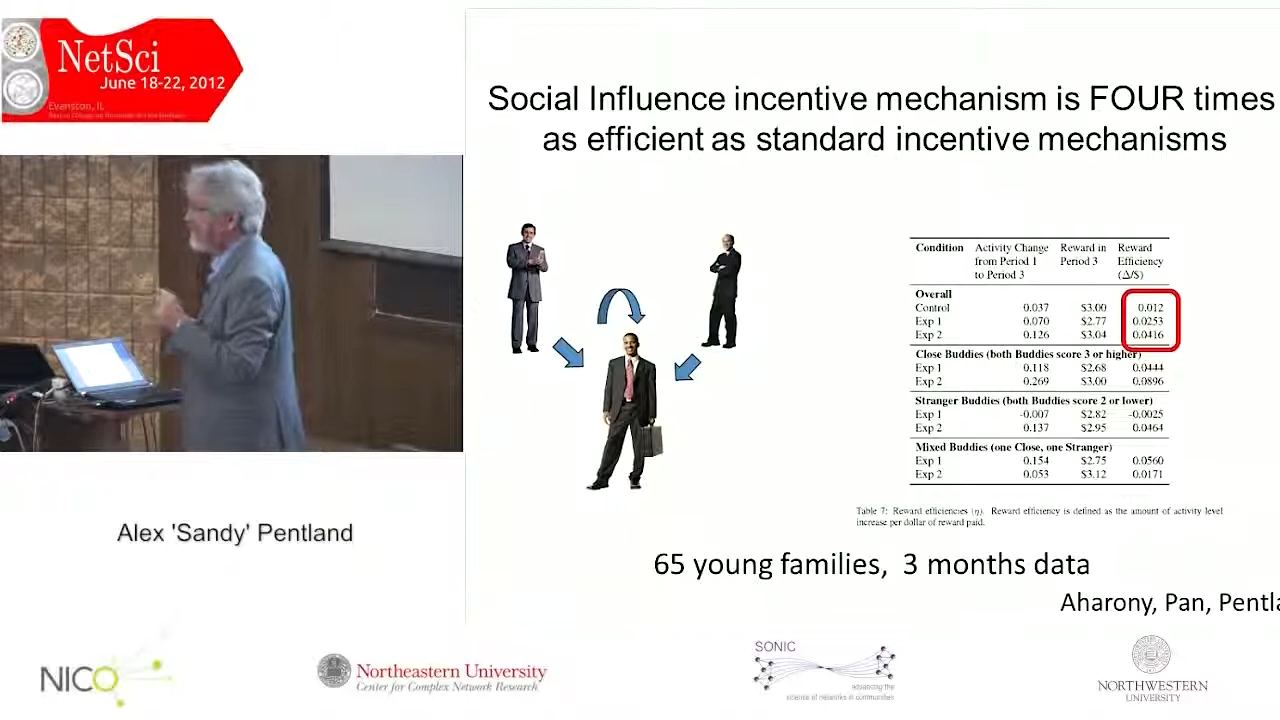 NetSci
June 18-22, 2012
Evanston, IL
Social Influence incentive mechanism is FOUR times
as efficient as standard incentive mechanisms
Condition Activity Change Reward in Reward
from Period 1 Period 3 Efficiency
to Period 3 (Δ/$)
Overall
Control 0.037 $3.00 0.012
Exp 1 0.070 $2.77 0.0253
Exp 2 0.126 $3.04 0.0416
Close Buddies (both Buddies score 3 or higher)
Exp 1 0.118 $2.68 0.0444
Exp 2 0.269 $3.00 0.0896
Stranger Buddies (both Buddies score 2 or lower)
Exp 1 -0.007 $2.82 -0.0025
Exp 2 0.137 $2.95 0.0464
Mixed Buddies (one Close, one Stranger)
Exp 1 0.154 $2.75 0.0560
Exp 2 0.053 $3.12 0.0171
Table 7: Reward efficiencies (η). Reward efficiency is defined as the amount of activity level
increase per dollar of reward paid.
65 young families, 3 months data
Aharony, Pan, Pentla
Alex 'Sandy' Pentland
NICO
Northeastern University
Center for Complex Network Research
SONIC
advancing the
science of networks in communities
NORTHWESTERN
UNIVERSITY